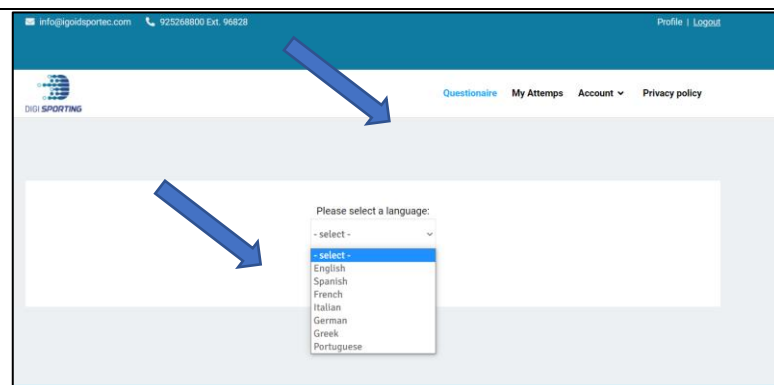 info@igoidsportec.com 925268800 Ext. 96828 Profile | Logout
DIGI SPORTING Questionaire My Attemps Account Privacy policy
Please select a language:
- select -
- select -
English
Spanish
French
Italian
German
Greek
Portuguese